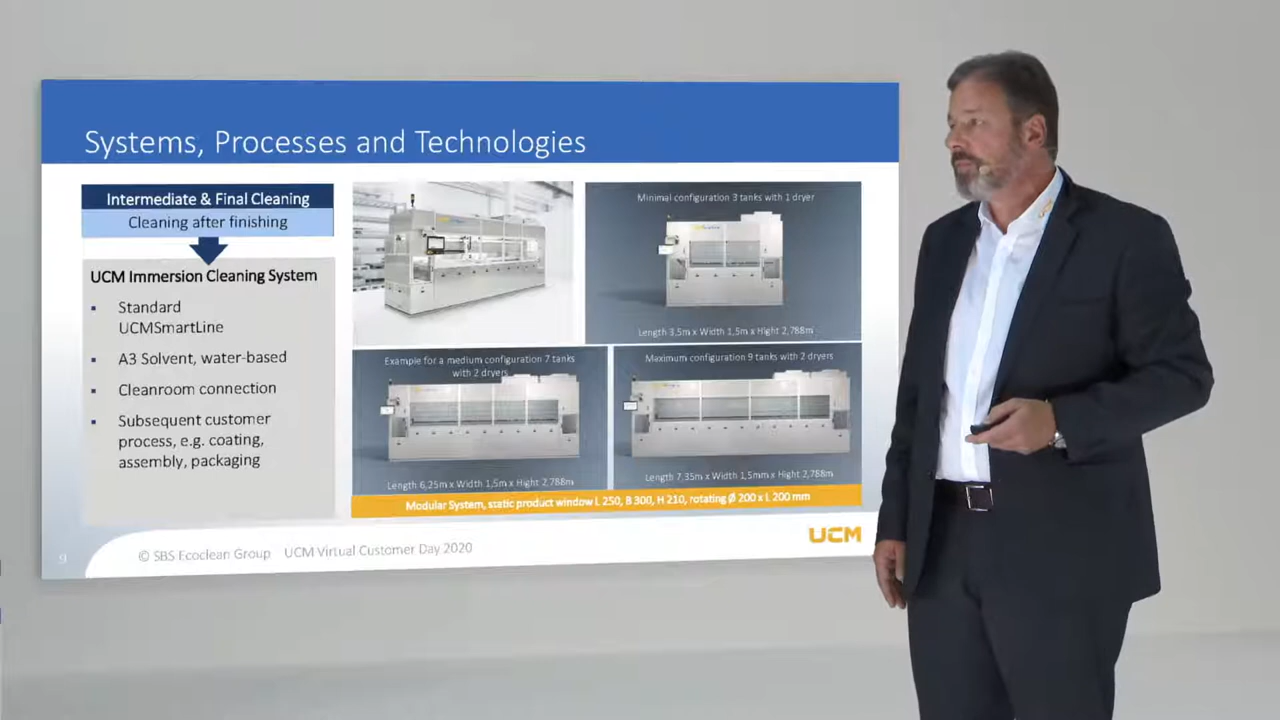 Systems, Processes and Technologies
Intermediate & Final Cleaning
Cleaning after finishing
UCM Immersion Cleaning System
Standard
UCMSmartLine
A3 Solvent, water-based
Cleanroom connection
Subsequent customer
process, e.g. coating,
assembly, packaging
Minimal configuration 3 tanks with 1 dryer
Length 3,5m x Width 1,5m x Hight 2,788m
Example for a medium configuration 7 tanks
with 2 dryers
Length 6,25m x Width 1,5m x Hight 2,788m
Maximum configuration 9 tanks with 2 dryers
Length 7,35m x Width 1,5mm x Hight 2,788m
Modular System, static product window L 250, B 300, H 210, rotating Ø 200 x L 200 mm
9
© SBS Ecoclean Group UCM Virtual Customer Day 2020
UCM